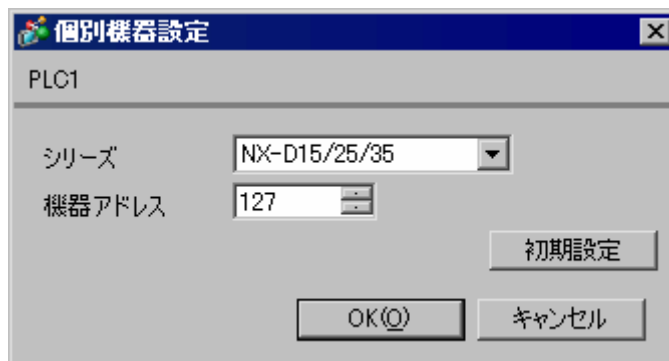 個別機器設定
PLC1
シリーズ
NX-D15/25/35
機器アドレス
127
初期設定
OK(O)
キャンセル